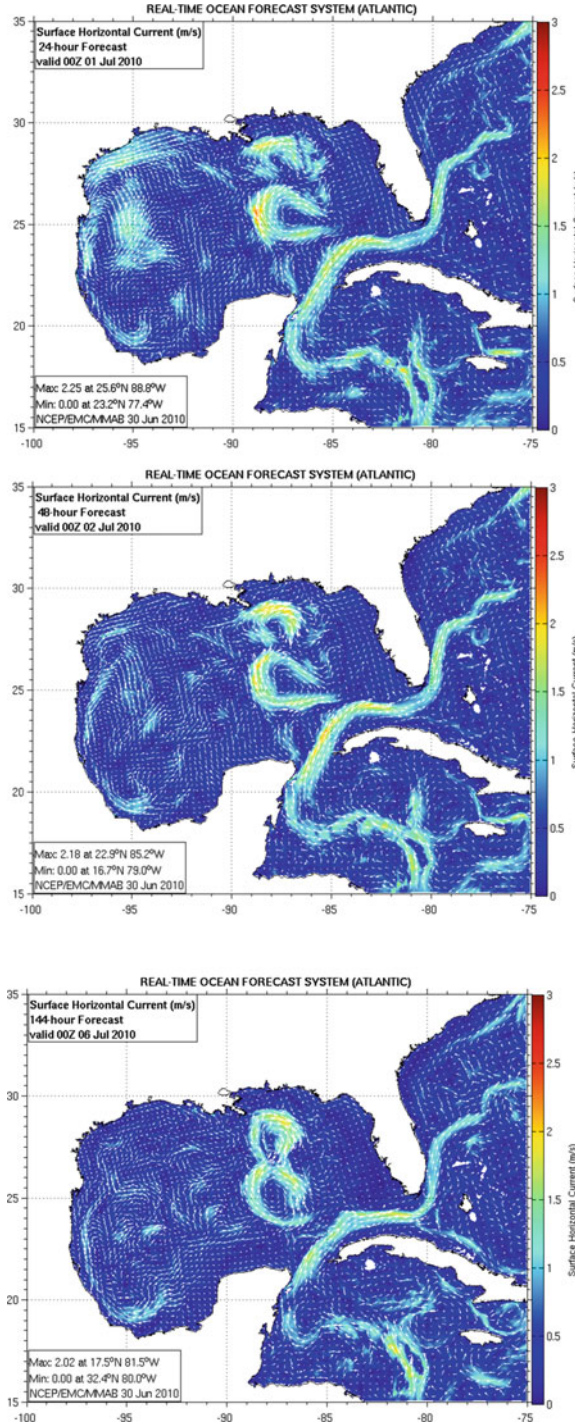 REAL-TIME OCEAN FORECAST SYSTEM (ATLANTIC)
35
Surface Horizontal Current (m/s)
24-hour Forecast
valid 00Z 01 Jul 2010
30
25
20
15
Max: 2.25 at 25.6°N 88.8°W
Min: 0.00 at 23.2°N 77.4°W
NCEP/EMC/MMAB 30 Jun 2010
-100 -95 -90 -85 -80 -75
3
2.5
2
1.5
1
0.5
0
REAL-TIME OCEAN FORECAST SYSTEM (ATLANTIC)
35
Surface Horizontal Current (m/s)
48-hour Forecast
valid 00Z 02 Jul 2010
30
25
20
15
Max: 2.18 at 22.9°N 85.2°W
Min: 0.00 at 16.7°N 79.0°W
NCEP/EMC/MMAB 30 Jun 2010
-100 -95 -90 -85 -80 -75
3
2.5
2
1.5
1
0.5
0
Surface Horizontal Current (m/s)
REAL-TIME OCEAN FORECAST SYSTEM (ATLANTIC)
35
Surface Horizontal Current (m/s)
144-hour Forecast
valid 00Z 06 Jul 2010
30
25
20
15
Max: 2.02 at 17.5°N 81.5°W
Min: 0.00 at 32.4°N 80.0°W
NCEP/EMC/MMAB 30 Jun 2010
-100 -95 -90 -85 -80 -75
3
2.5
2
1.5
1
0.5
0
Surface Horizontal Current (m/s)